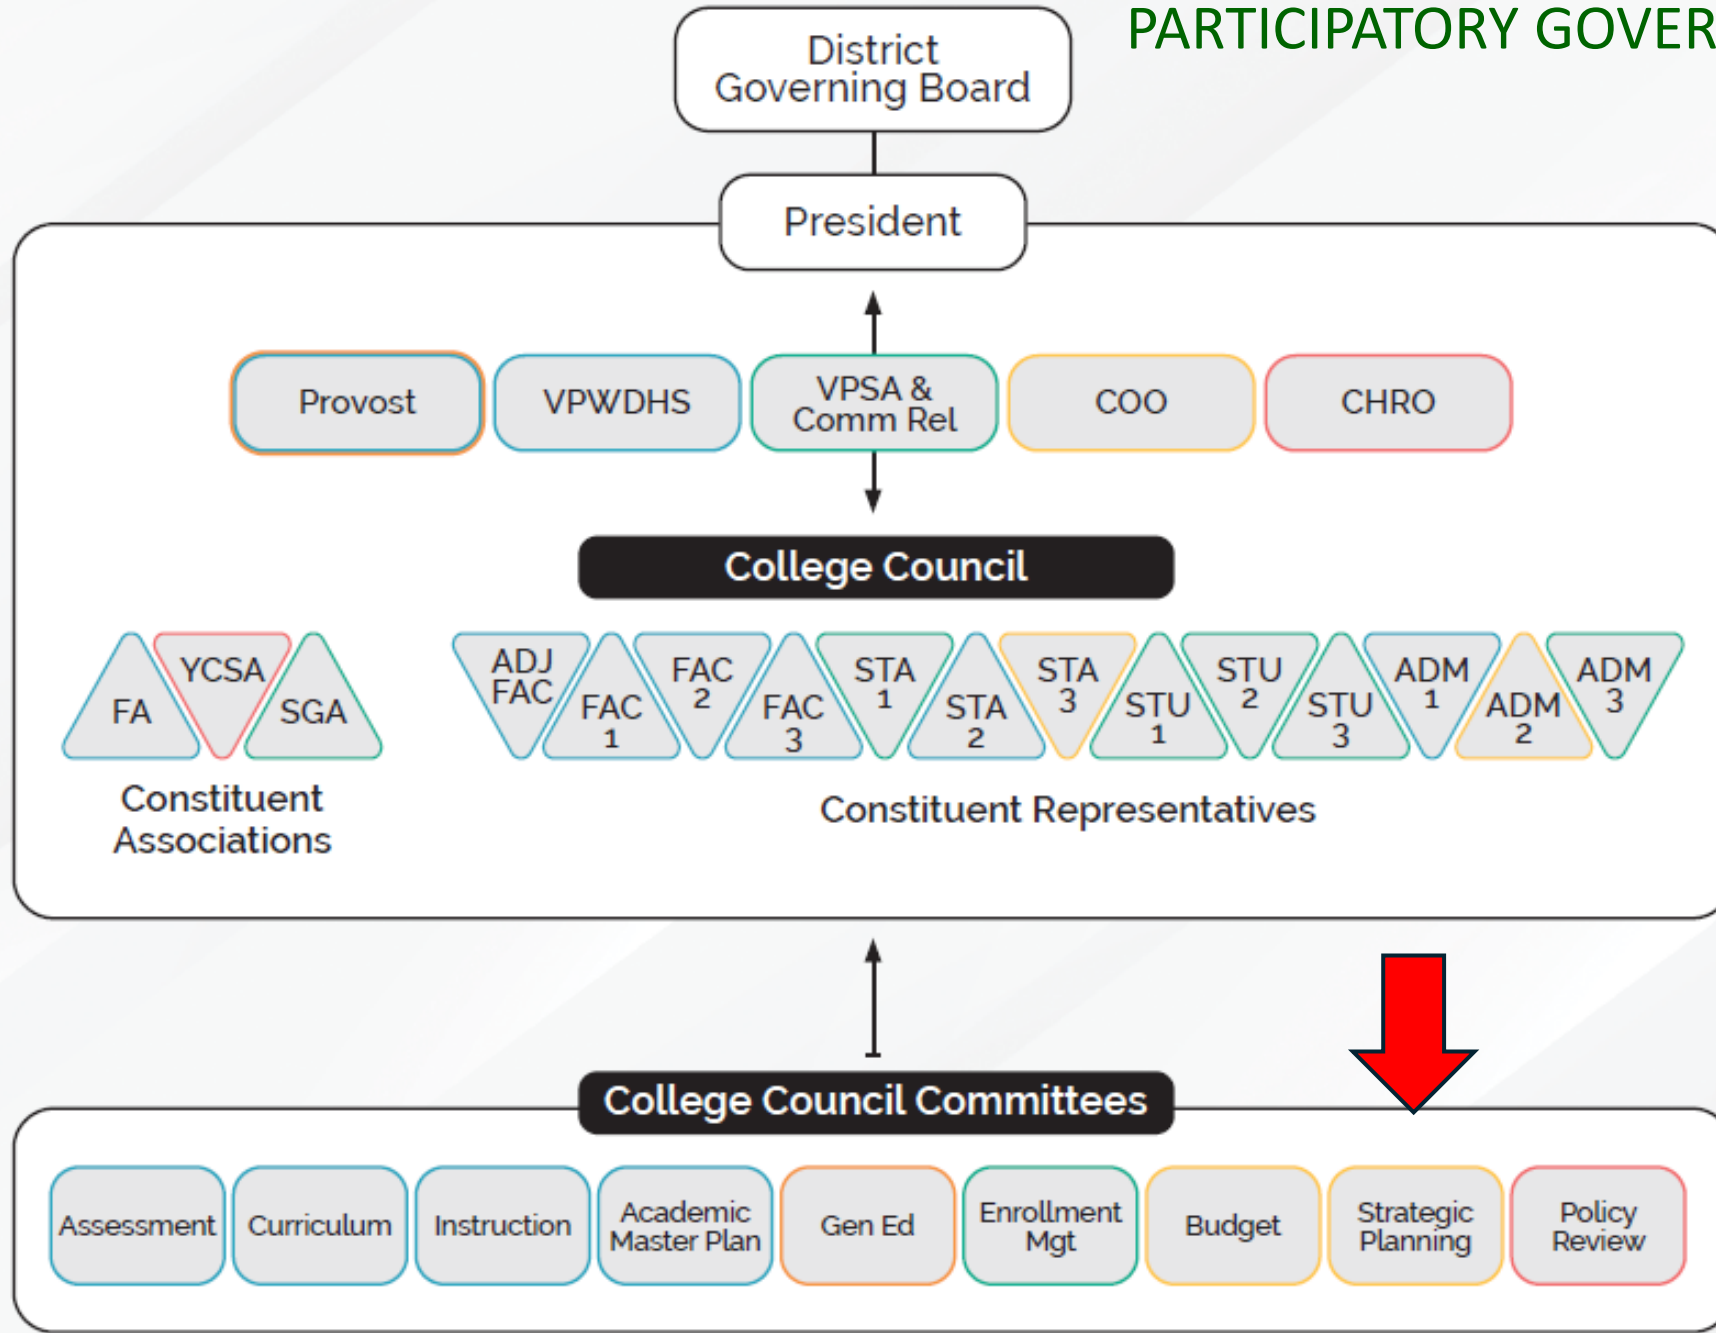 PARTICIPATORY GOVER
District
Governing Board
President
Provost
VPWDHS
VPSA &
Comm Rel
COO
CHRO
College Council
FA
YCSA
SGA
Constituent
Associations
ADJ
FAC
FAC
1
FAC
2
FAC
3
STA
1
STA
2
STA
3
STU
1
STU
2
STU
3
ADM
1
ADM
2
ADM
3
Constituent Representatives
College Council Committees
Assessment
Curriculum
Instruction
Academic
Master Plan
Gen Ed
Enrollment
Mgt
Budget
Strategic
Planning
Policy
Review